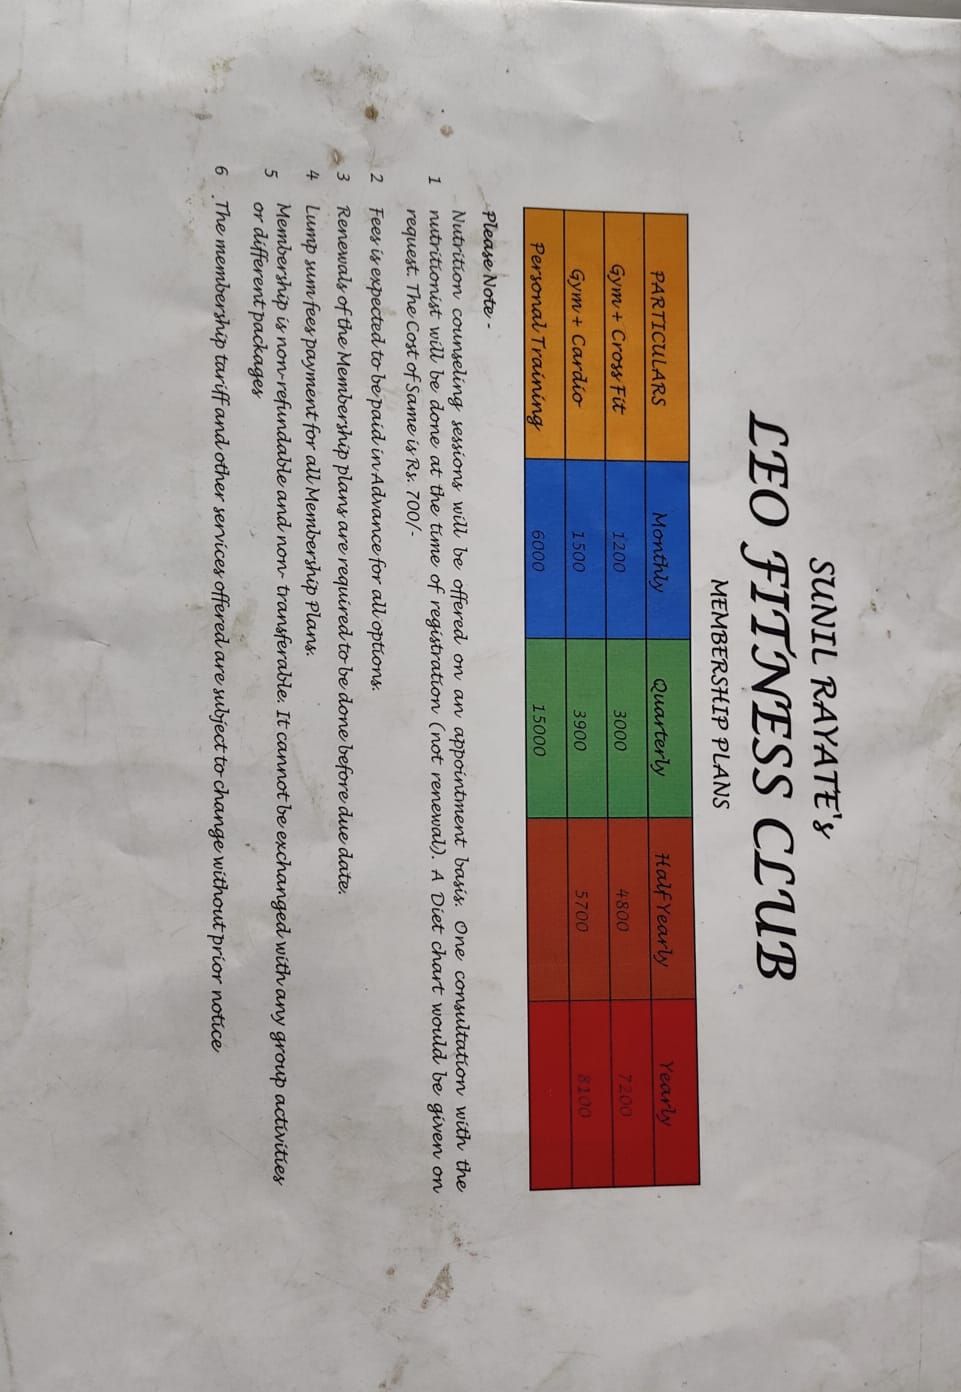 SUNIL RAYATE's
LEO FITNESS CLUB
MEMBERSHIP PLANS
PARTICULARS Monthly Quarterly Half Yearly Yearly
Gym + Cross Fit 1200 3000 4800 7200
Gym + Cardio 1500 3900 5700 8100
Personal Training 6000 15000
Please Note -
Nutrition counseling sessions will be offered on an appointment basis. One consultation with the
1 nutritionist will be done at the time of registration (not renewal). A Diet chart would be given on
request. The Cost of Same is Rs. 700/-
2 Fees is expected to be paid in Advance for all options.
3 Renewals of the Membership plans are required to be done before due date.
4 Lump sum fees payment for all Membership Plans.
5 Membership is non-refundable and non- transferable. It cannot be exchanged with any group activities
or different packages
6 The membership tariff and other services offered are subject to change without prior notice